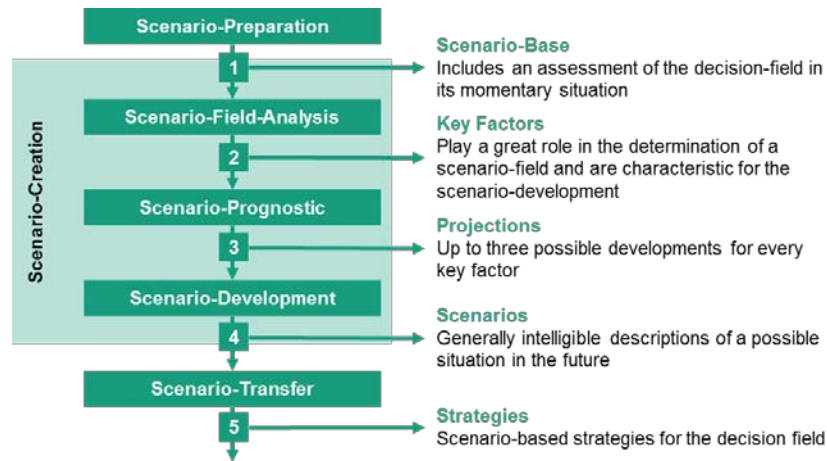 Scenario-Preparation
1
Scenario-Base
Includes an assessment of the decision-field in
its momentary situation
Scenario-Creation
Scenario-Field-Analysis
2
Key Factors
Play a great role in the determination of a
scenario-field and are characteristic for the
scenario-development
Scenario-Prognostic
3
Projections
Up to three possible developments for every
key factor
Scenario-Development
4
Scenarios
Generally intelligible descriptions of a possible
situation in the future
Scenario-Transfer
5
Strategies
Scenario-based strategies for the decision field